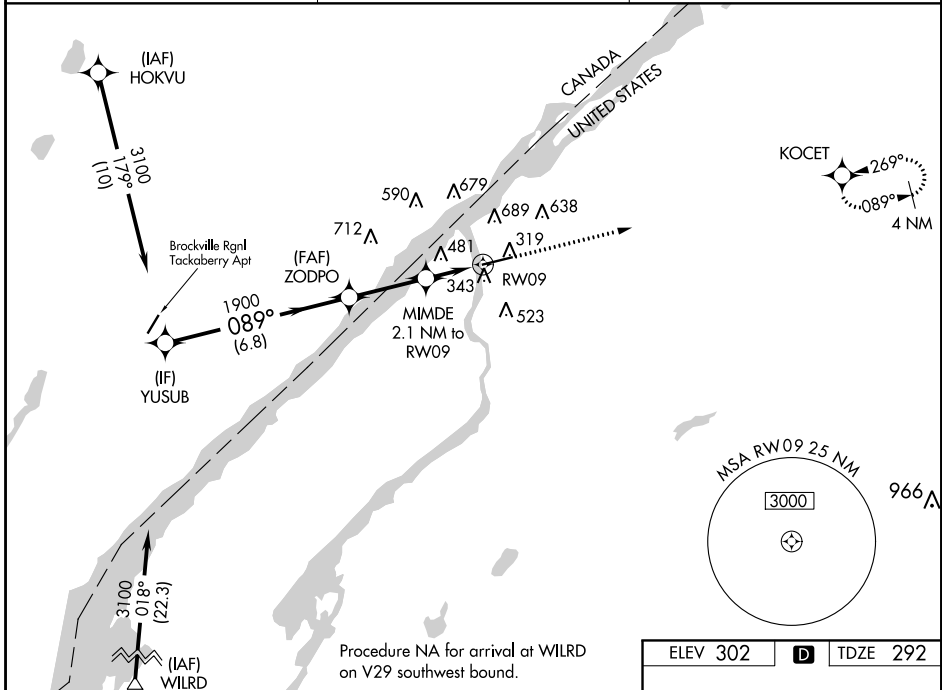 (IAF)
HOKVU
3100
179°
(10)
CANADA
UNITED STATES
KOCET
269°
089°
4 NM
590
679
712
689
638
481
319
343
RW09
523
Brockville Rgnl
Tackaberry Apt
(FAF)
ZODPO
1900
089°
(6.8)
MIMDE
2.1 NM to
RW09
(IF)
YUSUB
MSA RW09 25 NM
3000
966
3100
018°
(22.3)
(IAF)
WILRD
Procedure NA for arrival at WILRD
on V29 southwest bound.
ELEV 302
D
TDZE 292